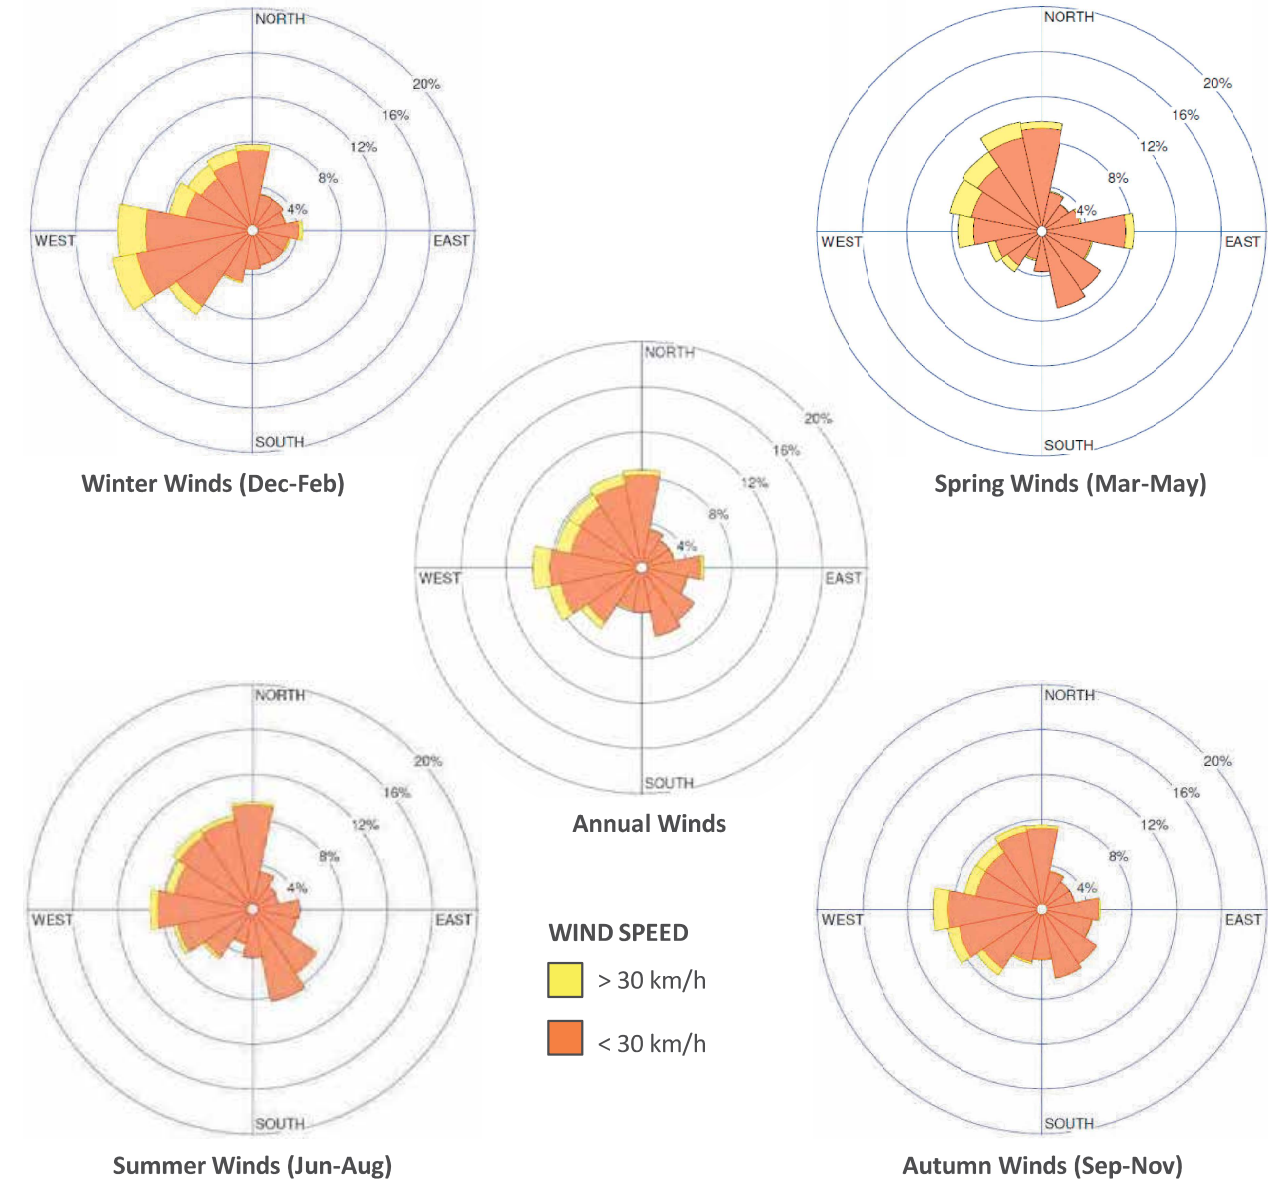 NORTH
20%
16%
12%
8%
4%
WEST
EAST
SOUTH
Winter Winds (Dec-Feb)
NORTH
20%
16%
12%
8%
4%
WEST
EAST
SOUTH
Spring Winds (Mar-May)
NORTH
20%
16%
12%
8%
4%
WEST
EAST
SOUTH
Annual Winds
NORTH
20%
16%
12%
8%
4%
WEST
EAST
SOUTH
Summer Winds (Jun-Aug)
WIND SPEED
> 30 km/h
< 30 km/h
NORTH
20%
16%
12%
8%
4%
WEST
EAST
SOUTH
Autumn Winds (Sep-Nov)